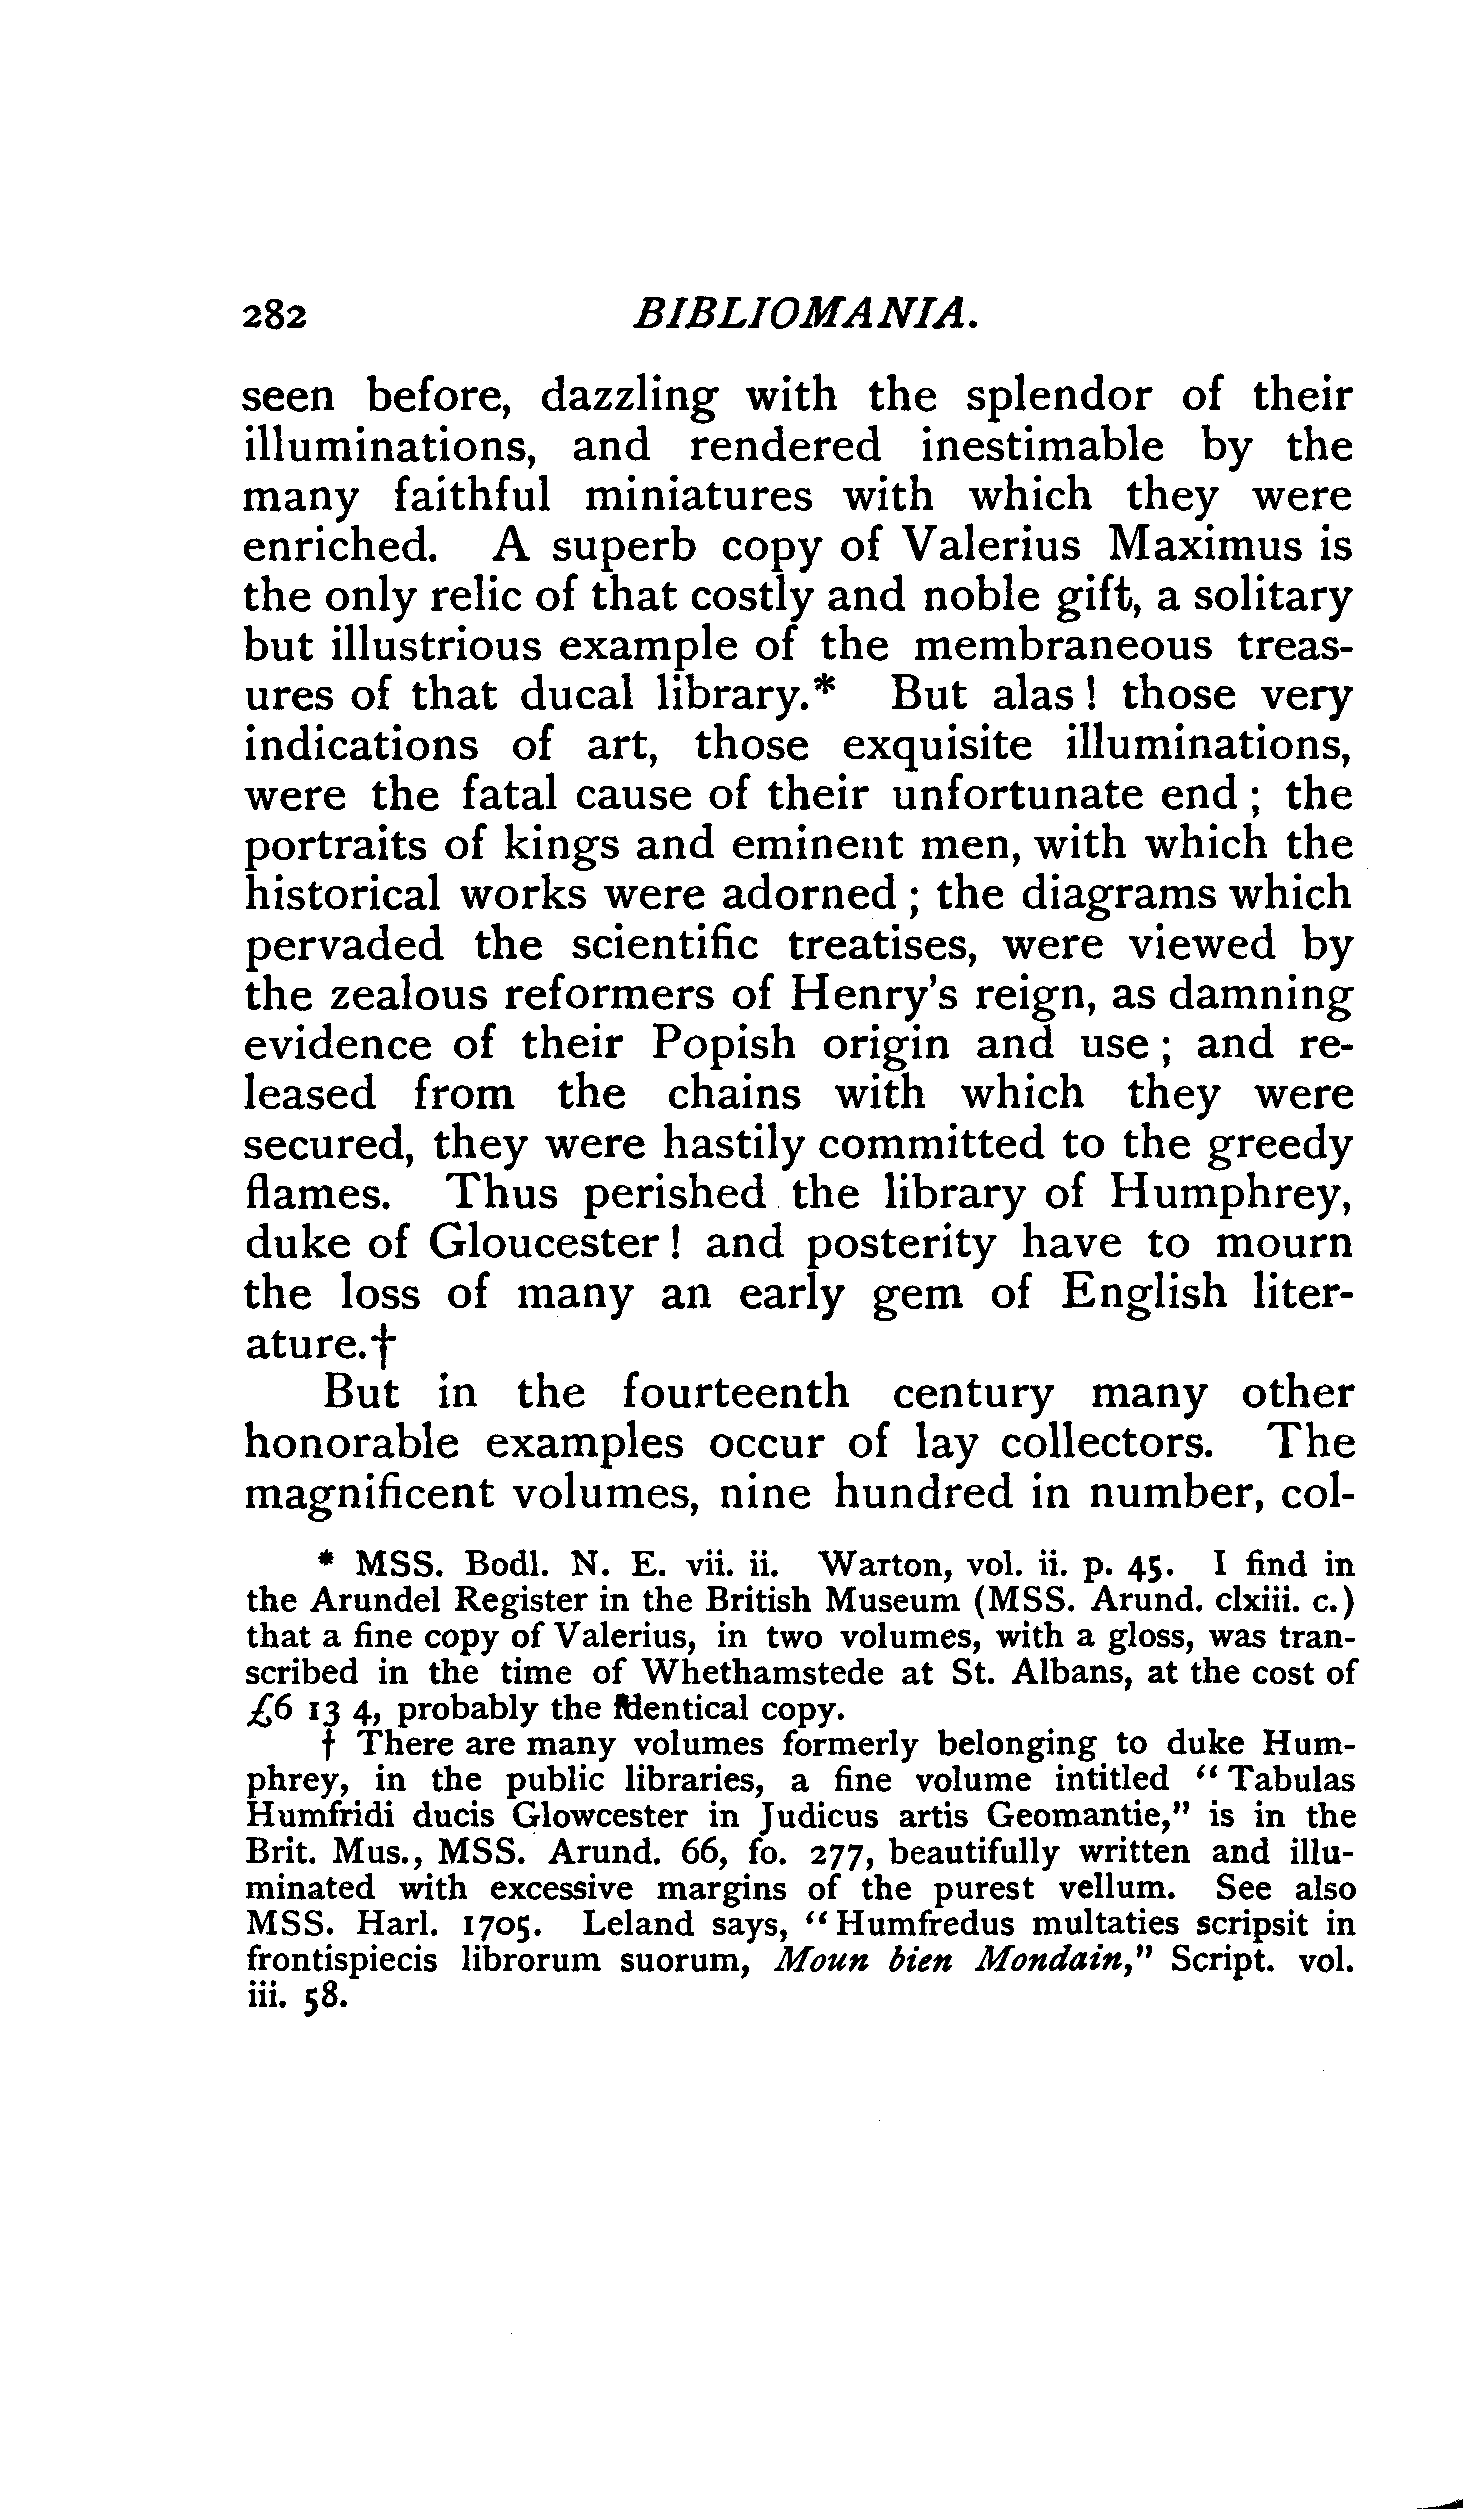 282 BIBLIOMANIA.
seen before, dazzling with the splendor of their
illuminations, and rendered inestimable by the
many faithful miniatures with which they were
enriched. A superb copy of Valerius Maximus is
the only relic of that costly and noble gift, a solitary
but illustrious example of the membraneous treas-
ures of that ducal library.* But alas! those very
indications of art, those exquisite illuminations,
were the fatal cause of their unfortunate end; the
portraits of kings and eminent men, with which the
historical works were adorned; the diagrams which
pervaded the scientific treatises, were viewed by
the zealous reformers of Henry's reign, as damning
evidence of their Popish origin and use; and re-
leased from the chains with which they were
secured, they were hastily committed to the greedy
flames. Thus perished the library of Humphrey,
duke of Gloucester! and posterity have to mourn
the loss of many an early gem of English liter-
ature.†
But in the fourteenth century many other
honorable examples occur of lay collectors. The
magnificent volumes, nine hundred in number, col-
* MSS. Bodl. N. E. vii. ii. Warton, vol. ii. p. 45. I find in
the Arundel Register in the British Museum (MSS. Arund. clxiii. c.)
that a fine copy of Valerius, in two volumes, with a gloss, was tran-
scribed in the time of Whethamstede at St. Albans, at the cost of
£6 13 4, probably the identical copy.
† There are many volumes formerly belonging to duke Hum-
phrey, in the public libraries, a fine volume intitled "Tabulas
Humfridi ducis Glowcester in Judicus artis Geomantie," is in the
Brit. Mus., MSS. Arund. 66, fo. 277, beautifully written and illu-
minated with excessive margins of the purest vellum. See also
MSS. Harl. 1705. Leland says, "Humfredus multaties scripsit in
frontispiecis librorum suorum, Moun bien Mondain," Script. vol.
iii. 58.